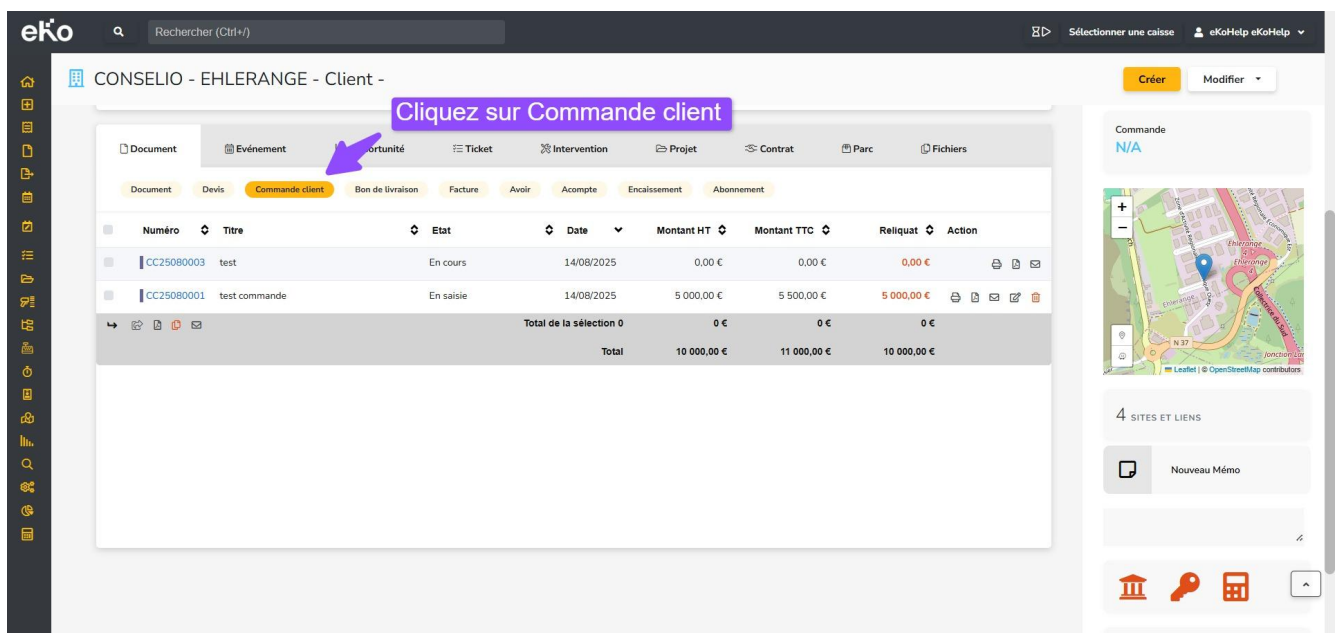 eko
Rechercher (Ctrl+/)
Sélectionner une caisse
eKoHelp eKoHelp
CONSELIO - EHLERANGE - Client -
Créer
Modifier
Cliquez sur Commande client
Document
Evénement
Ticket
Intervention
Projet
Contrat
Parc
Fichiers
Document
Devis
Commande client
Bon de livraison
Facture
Avoir
Acompte
Encaissement
Abonnement
Numéro Titre Etat Date Montant HT Montant TTC Reliquat Action
CC25080003 test En cours 14/08/2025 0,00 € 0,00 € 0,00 €
CC25080001 test commande En saisie 14/08/2025 5 000,00 € 5 500,00 € 5 000,00 €
Total de la sélection 0 0 € 0 € 0 €
Total 10 000,00 € 11 000,00 € 10 000,00 €
Commande
N/A
+
−
Ehlerange
Ehlerange
N 37
Leaflet | © OpenStreetMap contributors
4 SITES ET LIENS
Nouveau Mémo